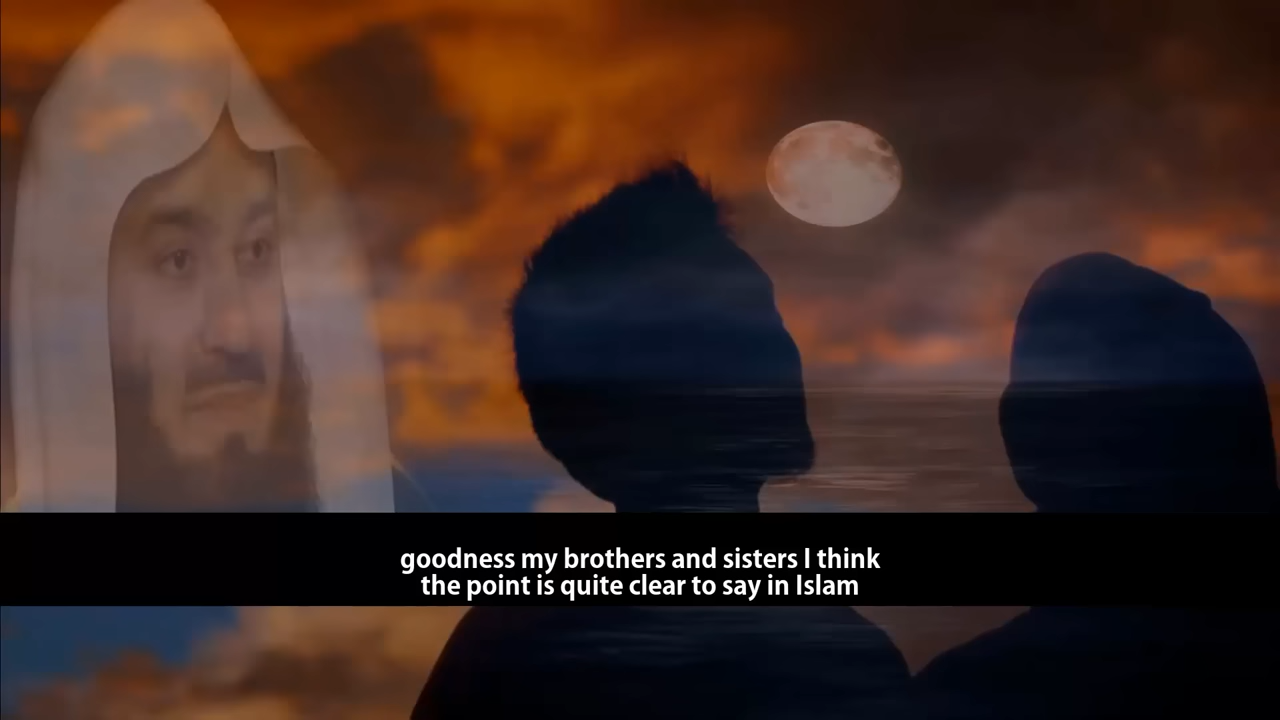 goodness my brothers and sisters I think
the point is quite clear to say in Islam